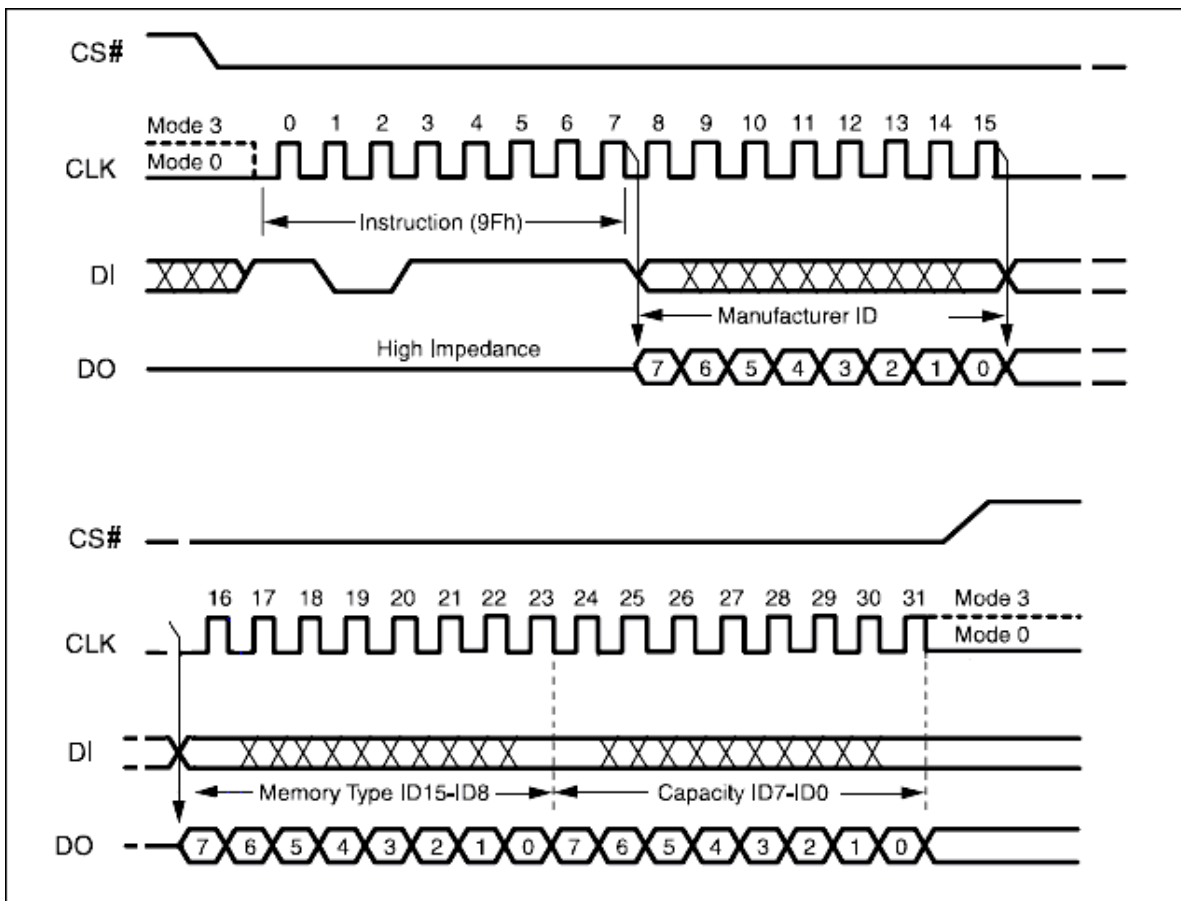 CS#
Mode 3
0 1 2 3 4 5 6 7 8 9 10 11 12 13 14 15
CLK
Mode 0
Instruction (9Fh)
DI
Manufacturer ID
High Impedance
DO
7 6 5 4 3 2 1 0
CS#
16 17 18 19 20 21 22 23 24 25 26 27 28 29 30 31
Mode 3
CLK
Mode 0
DI
Memory Type ID15-ID8
Capacity ID7-ID0
DO
7 6 5 4 3 2 1 0 7 6 5 4 3 2 1 0